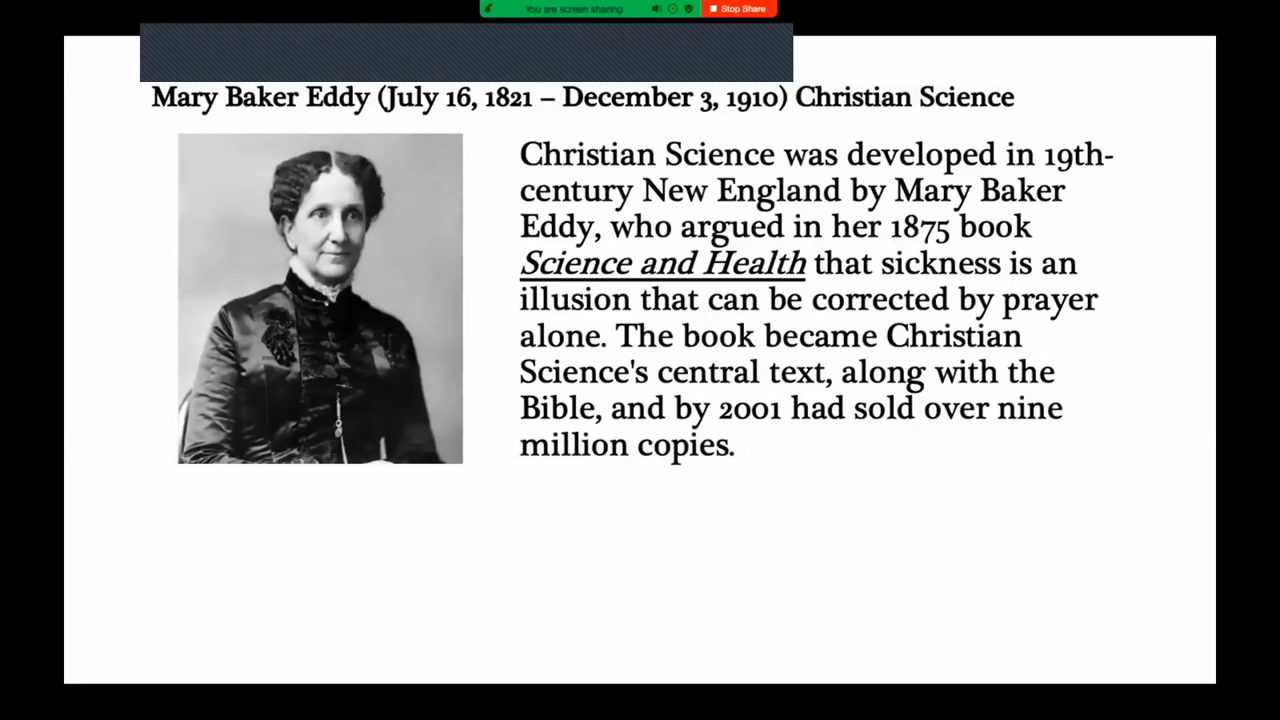 You are screen sharing
Stop Share
Mary Baker Eddy (July 16, 1821 – December 3, 1910) Christian Science
Christian Science was developed in 19th-
century New England by Mary Baker
Eddy, who argued in her 1875 book
Science and Health that sickness is an
illusion that can be corrected by prayer
alone. The book became Christian
Science's central text, along with the
Bible, and by 2001 had sold over nine
million copies.